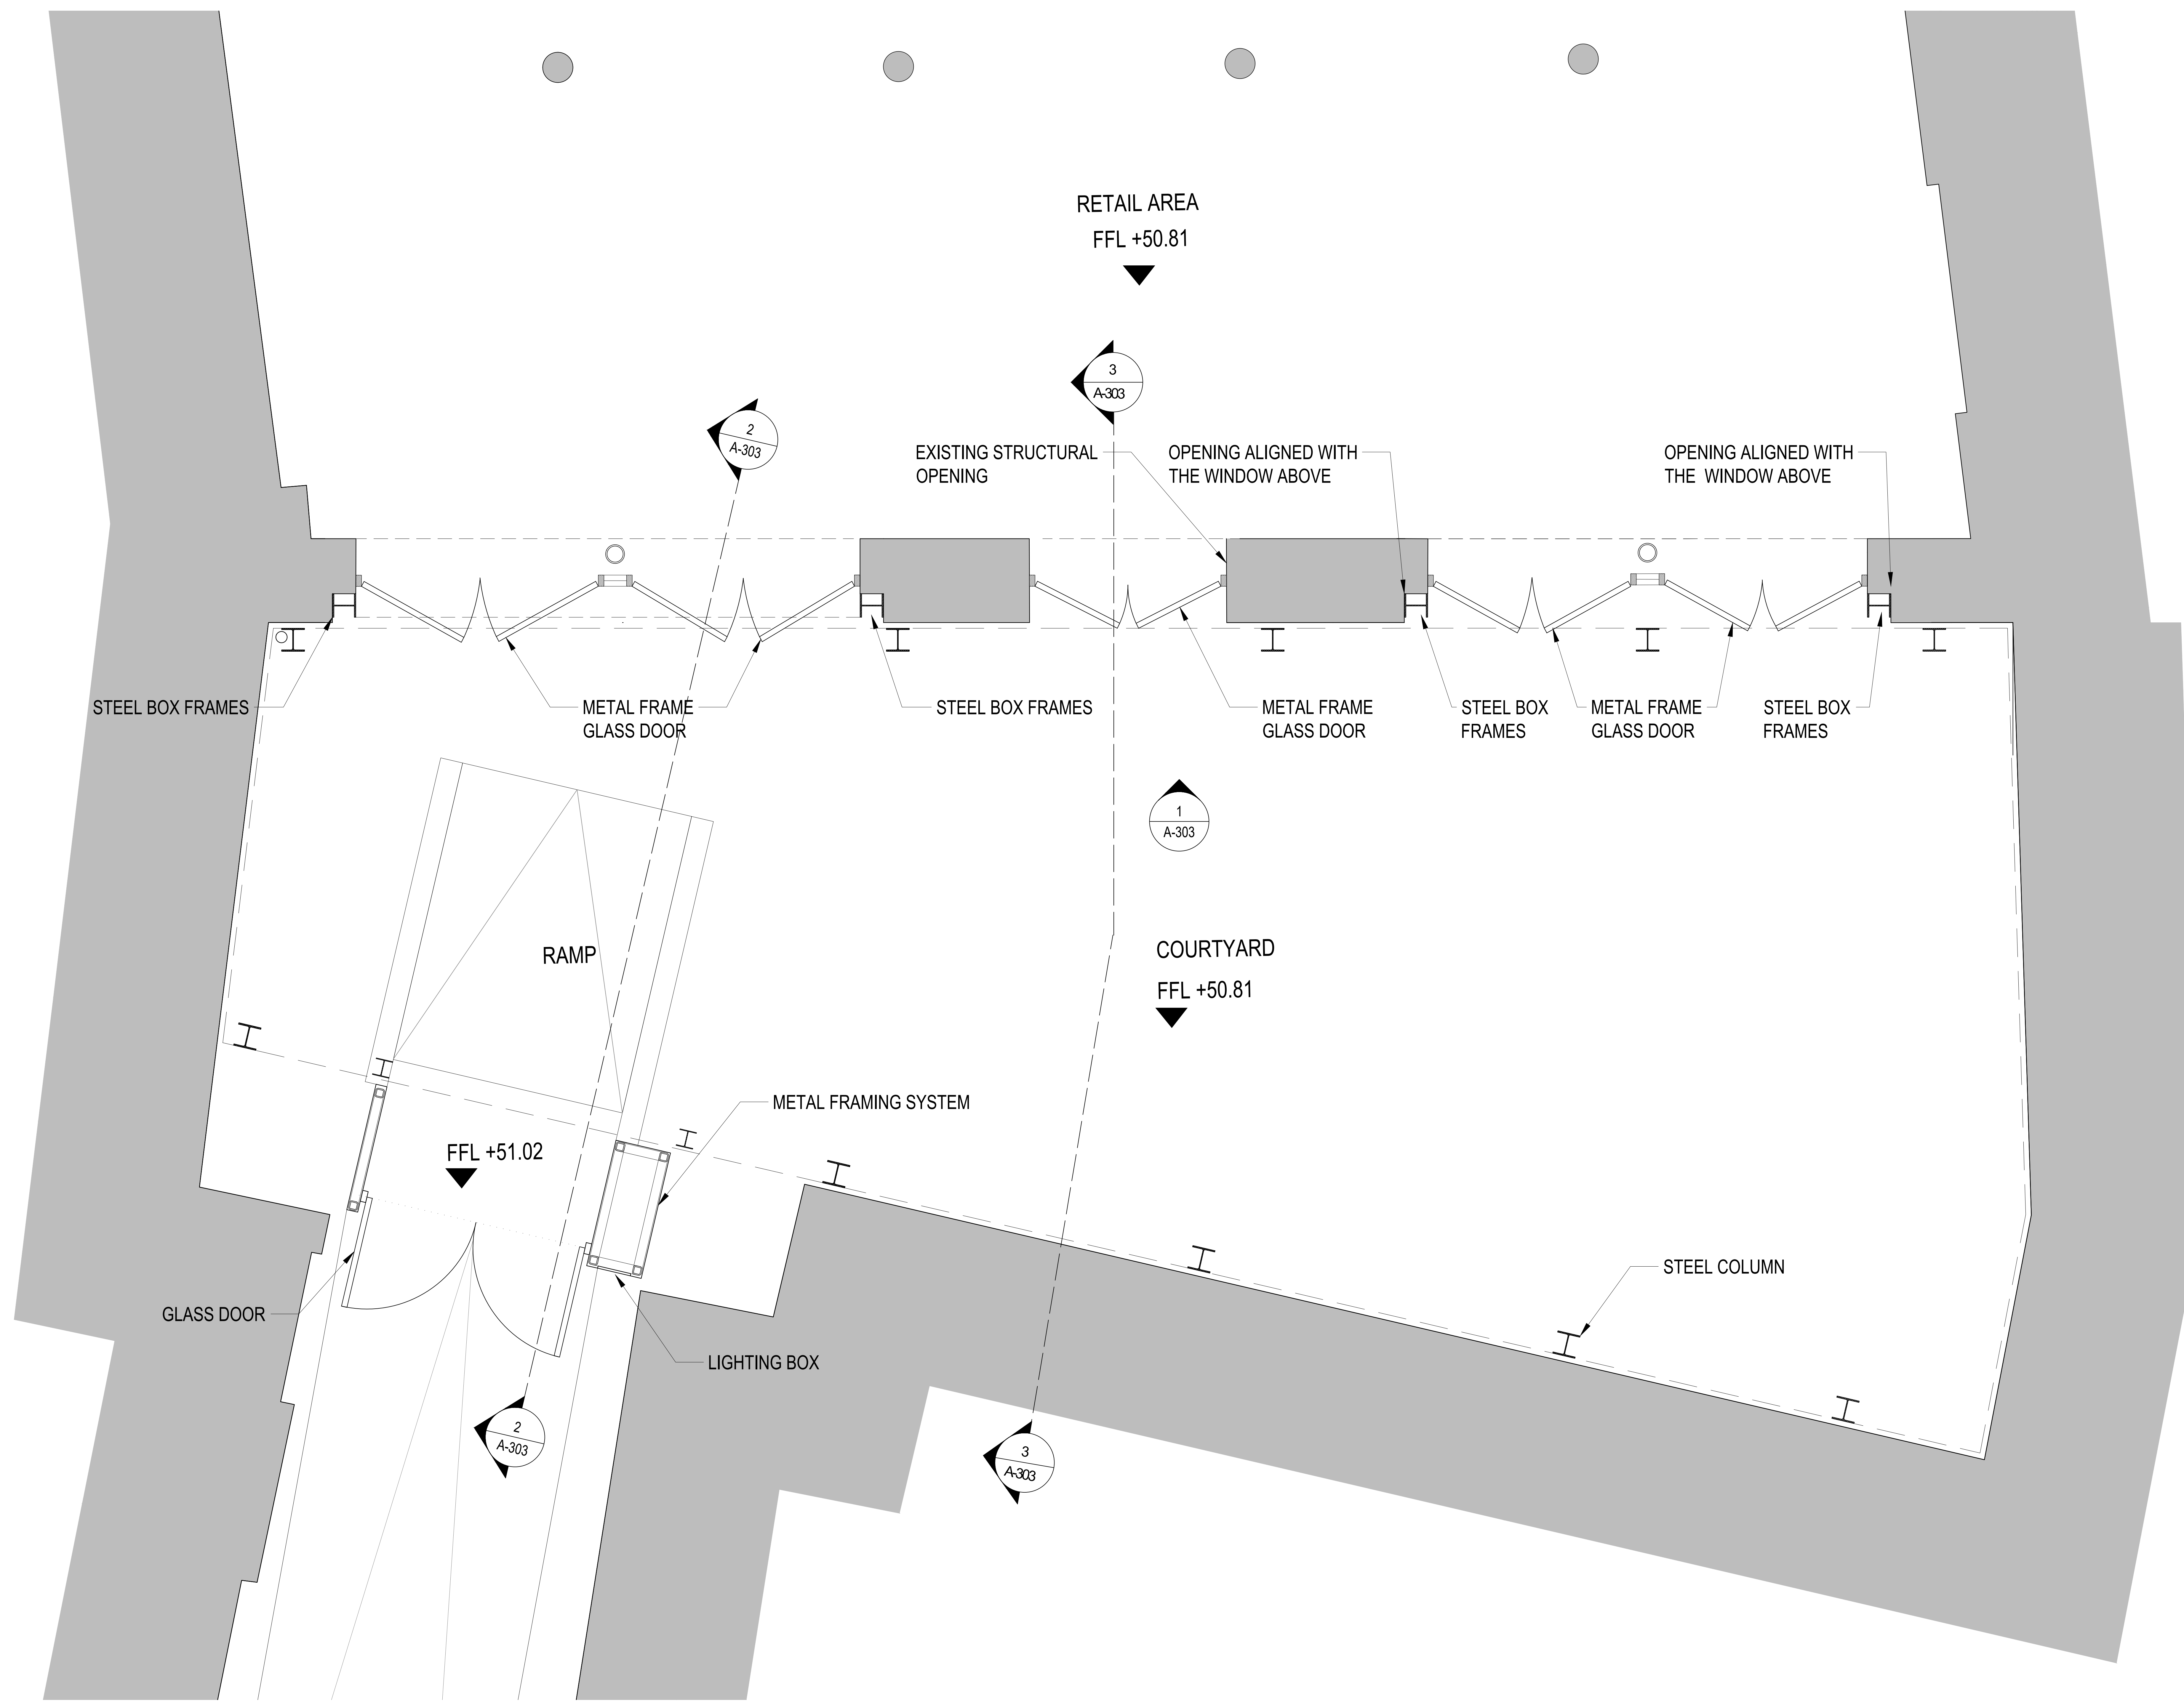 RETAIL AREA
FFL +50.81
3
A-303
2
A-303
EXISTING STRUCTURAL
OPENING
OPENING ALIGNED WITH
THE WINDOW ABOVE
OPENING ALIGNED WITH
THE WINDOW ABOVE
STEEL BOX FRAMES
METAL FRAME
GLASS DOOR
STEEL BOX FRAMES
METAL FRAME
GLASS DOOR
STEEL BOX
FRAMES
METAL FRAME
GLASS DOOR
STEEL BOX
FRAMES
1
A-303
RAMP
COURTYARD
FFL +50.81
METAL FRAMING SYSTEM
FFL +51.02
STEEL COLUMN
GLASS DOOR
LIGHTING BOX
2
A-303
3
A-303